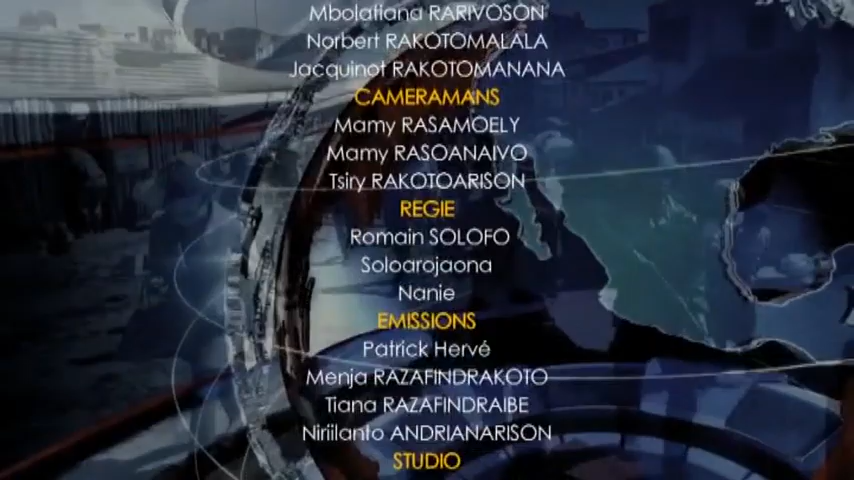 Mbolatiana RARIVOSON
Norbert RAKOTOMALALA
Jacquinot RAKOTOMANANA
CAMERAMANS
Mamy RASAMOELY
Mamy RASOANAIVO
Tsiry RAKOTOARISON
REGIE
Romain SOLOFO
Soloarojaona
Nanie
EMISSIONS
Patrick Hervé
Menja RAZAFINDRAKOTO
Tiana RAZAFINDRAIBE
Niriilanto ANDRIANARISON
STUDIO